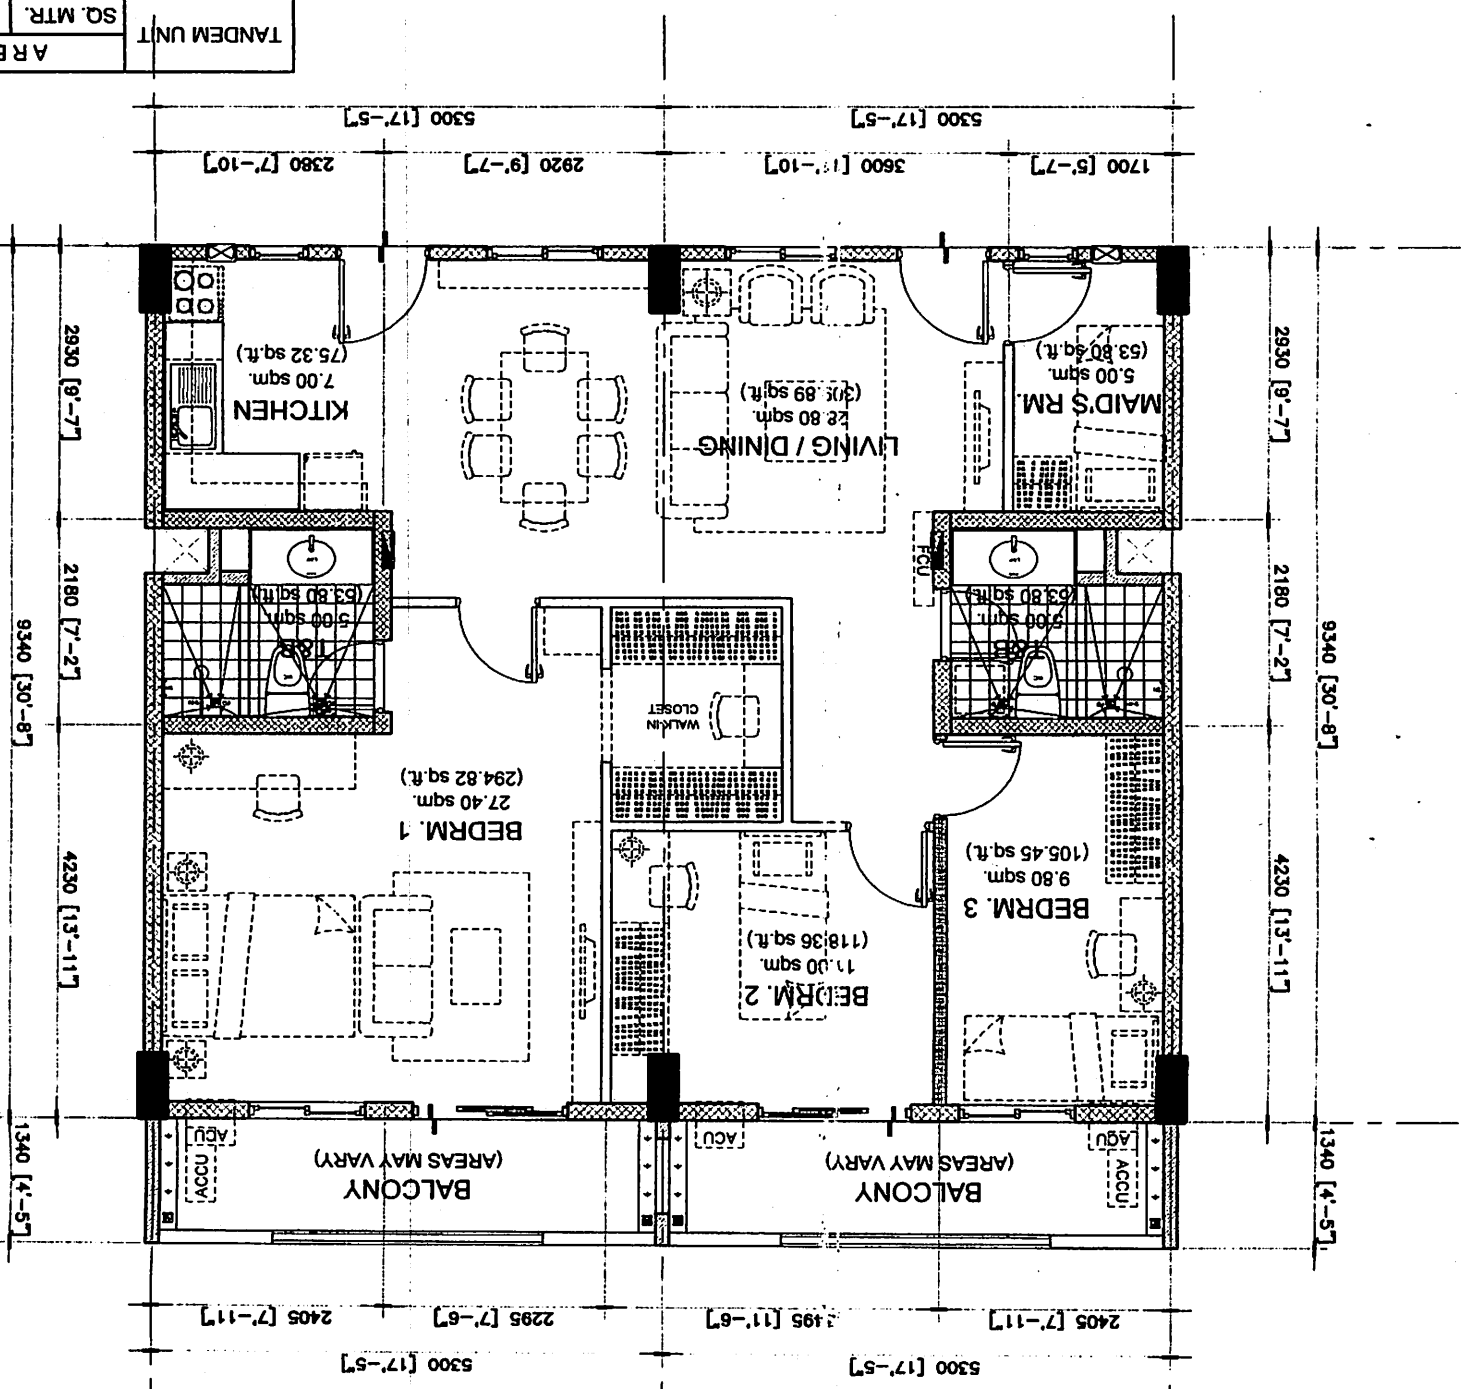 5300 [17'-5"]
5300 [17'-5"]
2405 [7'-11"]
3495 [11'-6"]
2295 [7'-6"]
2405 [7'-11"]
1340 [4'-5"]
1340 [4'-5"]
BALCONY
(AREAS MAY VARY)
ACCU
ACU
ACU
BALCONY
(AREAS MAY VARY)
ACCU
ACU
4230 [13'-11"]
9340 [30'-8"]
4230 [13'-11"]
9340 [30'-8"]
BEDRM. 3
9.80 sqm.
(105.45 sq.ft.)
BEDRM. 2
11.00 sqm.
(118.36 sq.ft.)
BEDRM. 1
27.40 sqm.
(294.82 sq.ft.)
WALK-IN
CLOSET
2180 [7'-2"]
2180 [7'-2"]
T&B
5.00 sqm.
(53.80 sq.ft.)
T&B
5.00 sqm.
(53.80 sq.ft.)
FCU
2930 [9'-7"]
2930 [9'-7"]
MAID'S RM.
5.00 sqm.
(53.80 sq.ft.)
LIVING / DINING
28.80 sqm.
(309.89 sq.ft.)
KITCHEN
7.00 sqm.
(75.32 sq.ft.)
1700 [5'-7"]
3600 [11'-10"]
2920 [9'-7"]
2380 [7'-10"]
5300 [17'-5"]
5300 [17'-5"]
TANDEM UNIT
A R E
SQ. MTR.